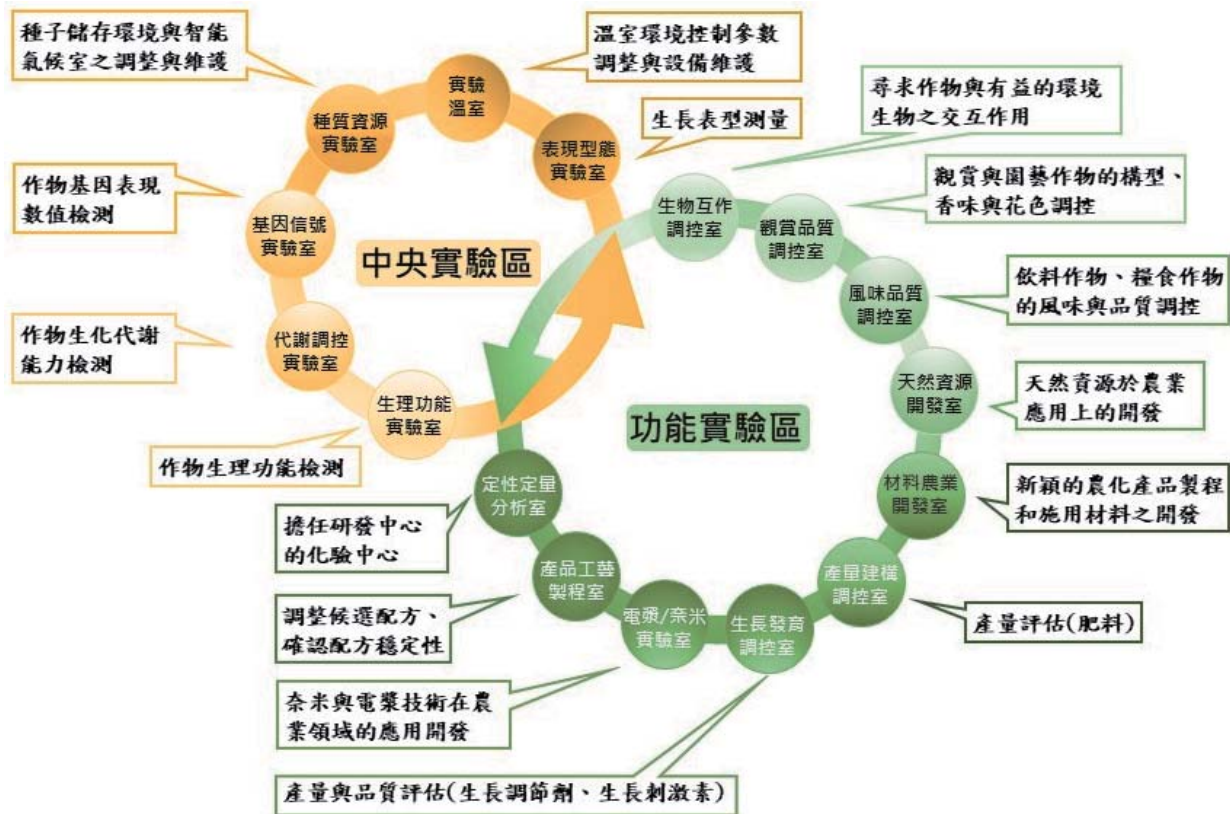 種子儲存環境與智能
氣候室之調整與維護
溫室環境控制參數
調整與設備維護
生長表型測量
作物基因表現
數值檢測
作物生化代謝
能力檢測
作物生理功能檢測
實驗
溫室
種質資源
實驗室
表現型態
實驗室
基因信號
實驗室
代謝調控
實驗室
生理功能
實驗室
中央實驗區
尋求作物與有益的環境
生物之交互作用
觀賞與園藝作物的構型、
香味與花色調控
飲料作物、糧食作物
的風味與品質調控
天然資源於農業
應用上的開發
新穎的農化產品製程
和施用材料之開發
產量評估(肥料)
生物互作
調控室
觀賞品質
調控室
風味品質
調控室
天然資源
開發室
材料農業
開發室
產量建構
調控室
生長發育
調控室
電漿/奈米
實驗室
產品工藝
製程室
定性定量
分析室
功能實驗區
擔任研發中心
的化驗中心
調整候選配方、
確認配方穩定性
奈米與電漿技術在農
業領域的應用開發
產量與品質評估(生長調節劑、生長刺激素)